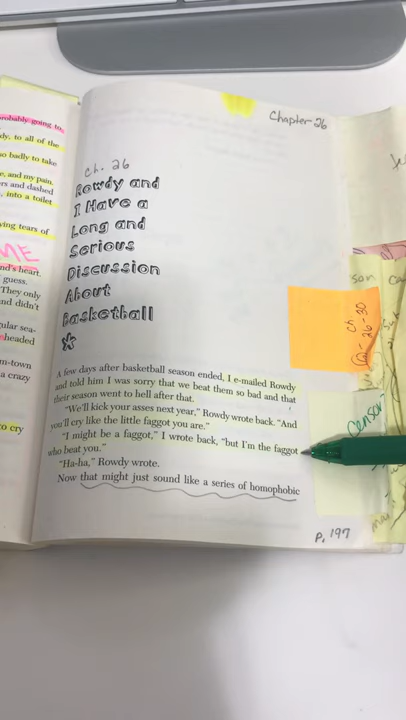 probably going to,
dy, to all of the
so badly to take
e, and my pain.
ers and dashed
, into a toilet
ving tears of
ME
nd's heart.
guess.
They only
nd didn't
ular sea-
eheaded
m-town
a crazy
to cry
Chapter 26
ch. 26
Rowdy and
I Have a
Long and
Serious
Discussion
About
Basketball
A few days after basketball season ended, I e-mailed Rowdy
and told him I was sorry that we beat them so bad and that
their season went to hell after that.
"We'll kick your asses next year," Rowdy wrote back. "And
you'll cry like the little faggot you are."
"I might be a faggot," I wrote back, "but I'm the faggot
who beat you."
"Ha-ha," Rowdy wrote.
Now that might just sound like a series of homophobic
P. 197
son
ch
26-30
Censor